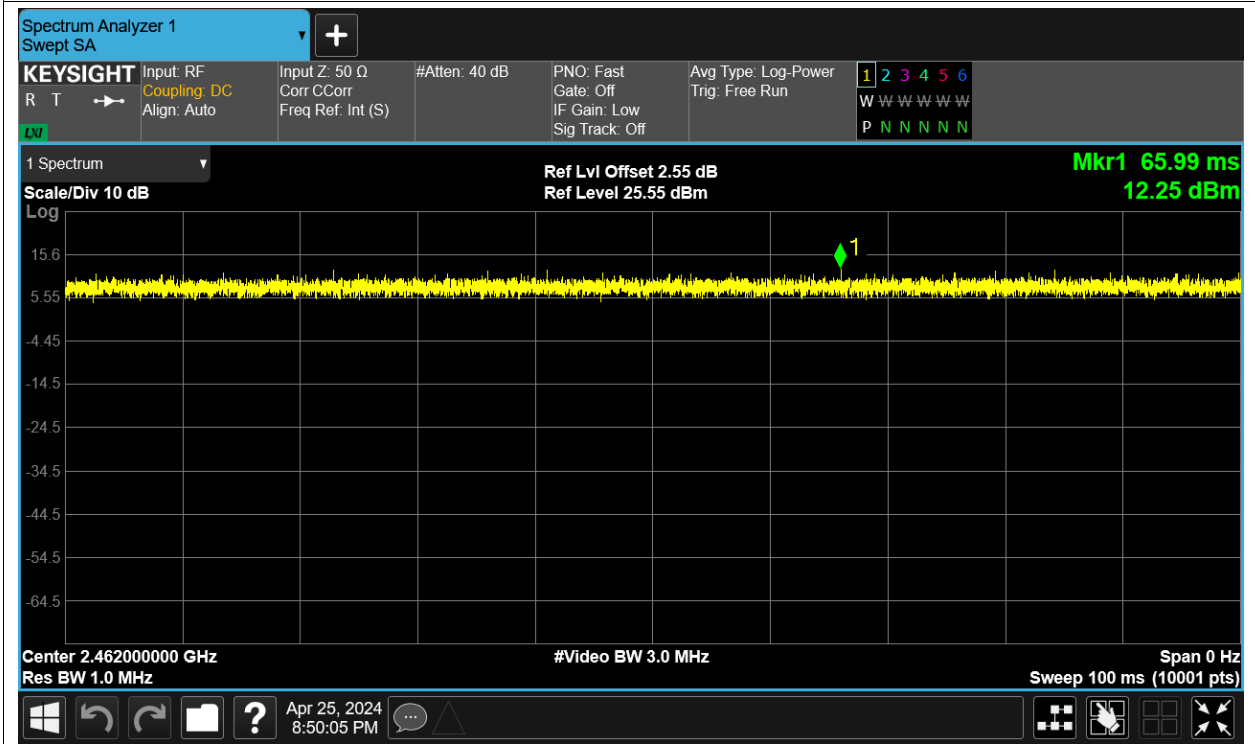 Spectrum Analyzer 1
Swept SA
▼
+
KEYSIGHT
R T
LXI
Input: RF
Coupling: DC
Align: Auto
Input Z: 50 Ω
Corr CCorr
Freq Ref: Int (S)
#Atten: 40 dB
PNO: Fast
Gate: Off
IF Gain: Low
Sig Track: Off
Avg Type: Log-Power
Trig: Free Run
1 2 3 4 5 6
W W W W W W
P N N N N N
1 Spectrum ▼
Scale/Div 10 dB
Ref Lvl Offset 2.55 dB
Ref Level 25.55 dBm
Mkr1 65.99 ms
12.25 dBm
Log
1
15.6
5.55
-4.45
-14.5
-24.5
-34.5
-44.5
-54.5
-64.5
Center 2.462000000 GHz
Res BW 1.0 MHz
#Video BW 3.0 MHz
Span 0 Hz
Sweep 100 ms (10001 pts)
?
Apr 25, 2024
8:50:05 PM